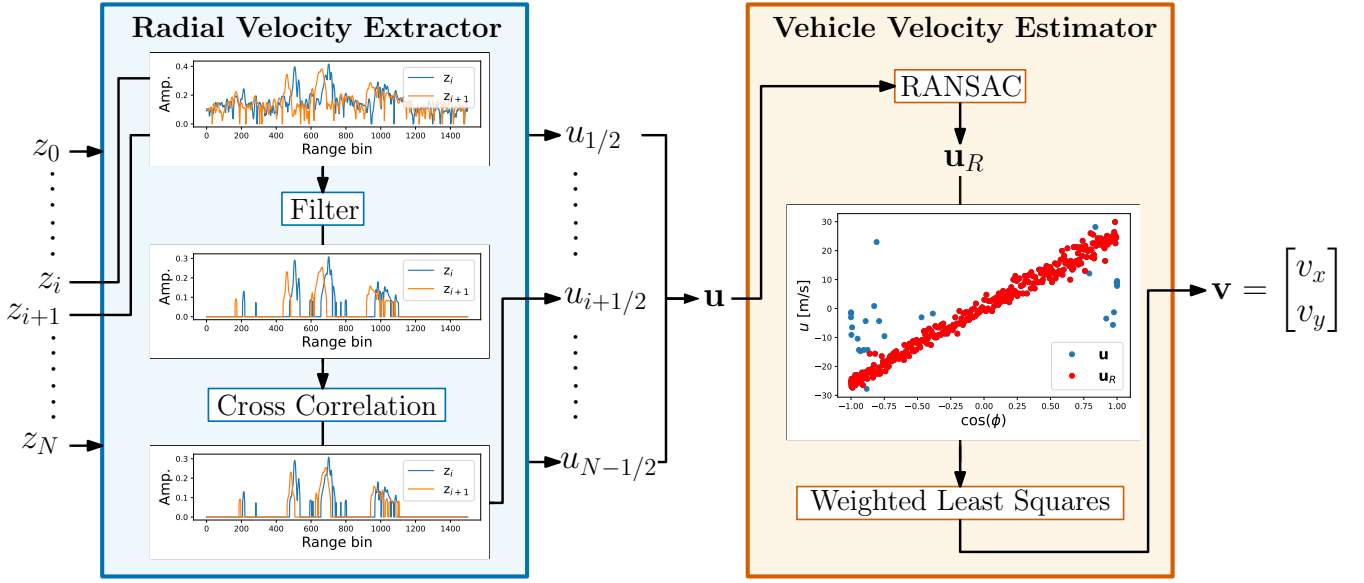 Radial Velocity Extractor
Vehicle Velocity Estimator
z_0
z_i
z_{i+1}
z_N
Amp.
0.4
0.2
0.0
z_i
z_{i+1}
0 200 400 600 800 1000 1200 1400
Range bin
Filter
Amp.
0.3
0.2
0.1
0.0
z_i
z_{i+1}
0 200 400 600 800 1000 1200 1400
Range bin
Cross Correlation
Amp.
0.3
0.2
0.1
0.0
z_i
z_{i+1}
0 200 400 600 800 1000 1200 1400
Range bin
u_{1/2}
u_{i+1/2}
u_{N-1/2}
u
RANSAC
u_R
u [m/s]
30
20
10
0
−10
−20
−30
u
u_R
−1.00 −0.75 −0.50 −0.25 0.00 0.25 0.50 0.75 1.00
cos(ϕ)
Weighted Least Squares
v = [v_x
v_y]